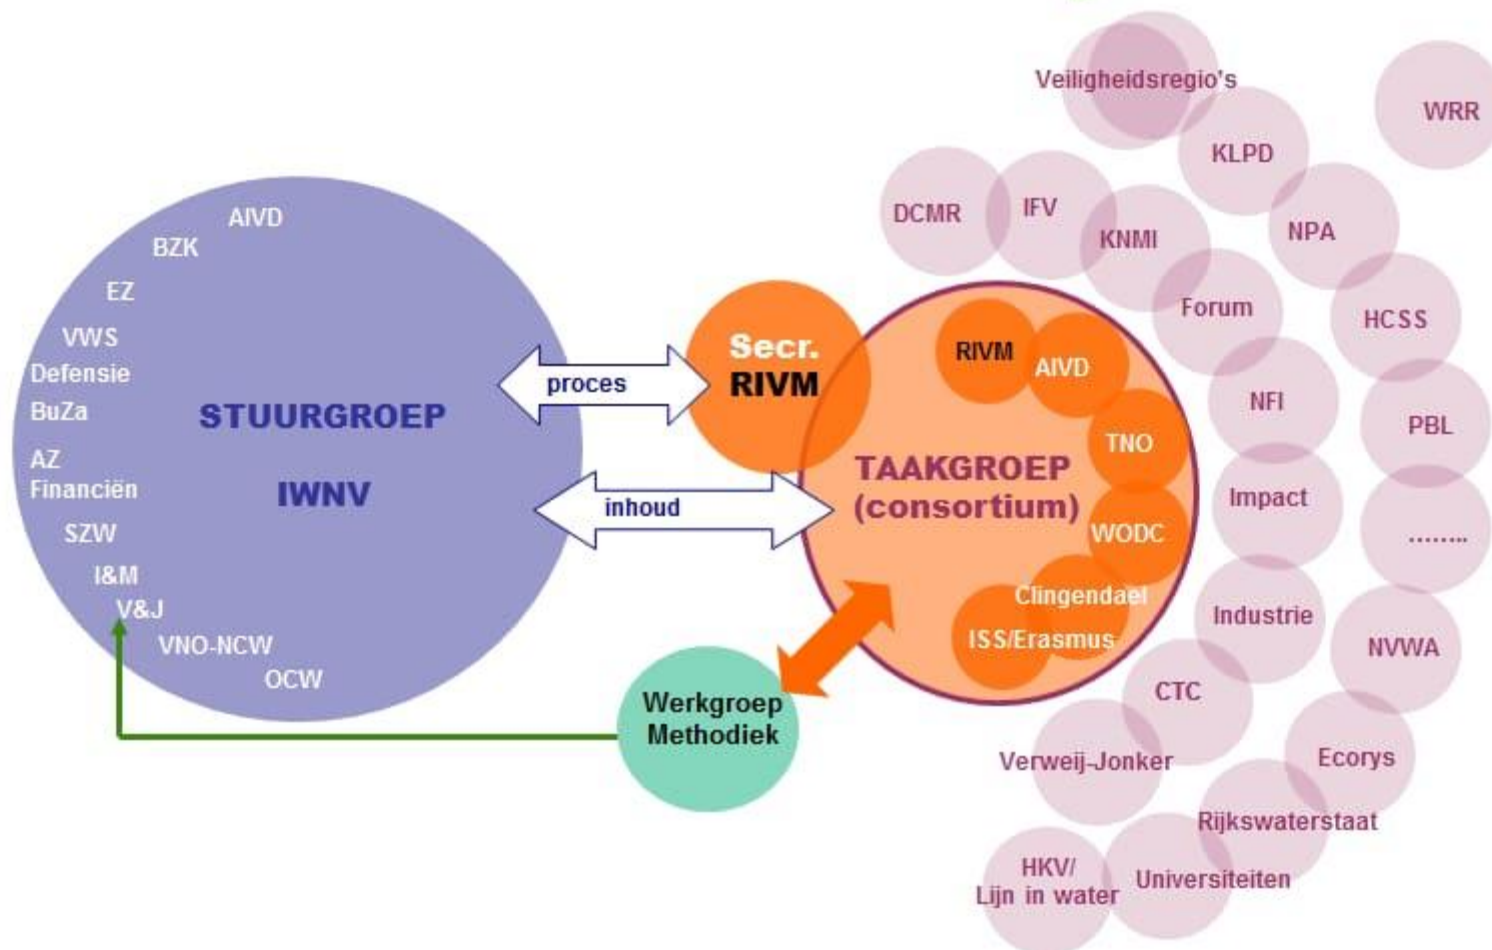 AIVD
BZK
EZ
VWS
Defensie
BuZa
AZ
Financiën
SZW
I&M
V&J
VNO-NCW
OCW
STUURGROEP
IWNV
proces
inhoud
Secr.
RIVM
TAAKGROEP
(consortium)
RIVM
AIVD
TNO
WODC
Clingendael
ISS/Erasmus
Werkgroep
Methodiek
DCMR
IFV
KNMI
Forum
NFI
Impact
Industrie
CTC
Verweij-Jonker
Veiligheidsregio's
KLPD
NPA
HCSS
PBL
........
NVWA
Ecorys
Rijkswaterstaat
Universiteiten
HKV/
Lijn in water
WRR